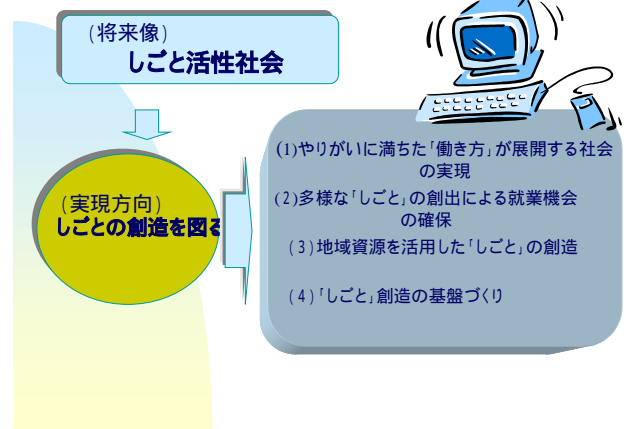 (将来像)
しごと活性社会
(実現方向)
しごとの創造を図る
(1)やりがいに満ちた「働き方」が展開する社会
の実現
(2)多様な「しごと」の創出による就業機会
の確保
(3)地域資源を活用した「しごと」の創造
(4)「しごと」創造の基盤づくり